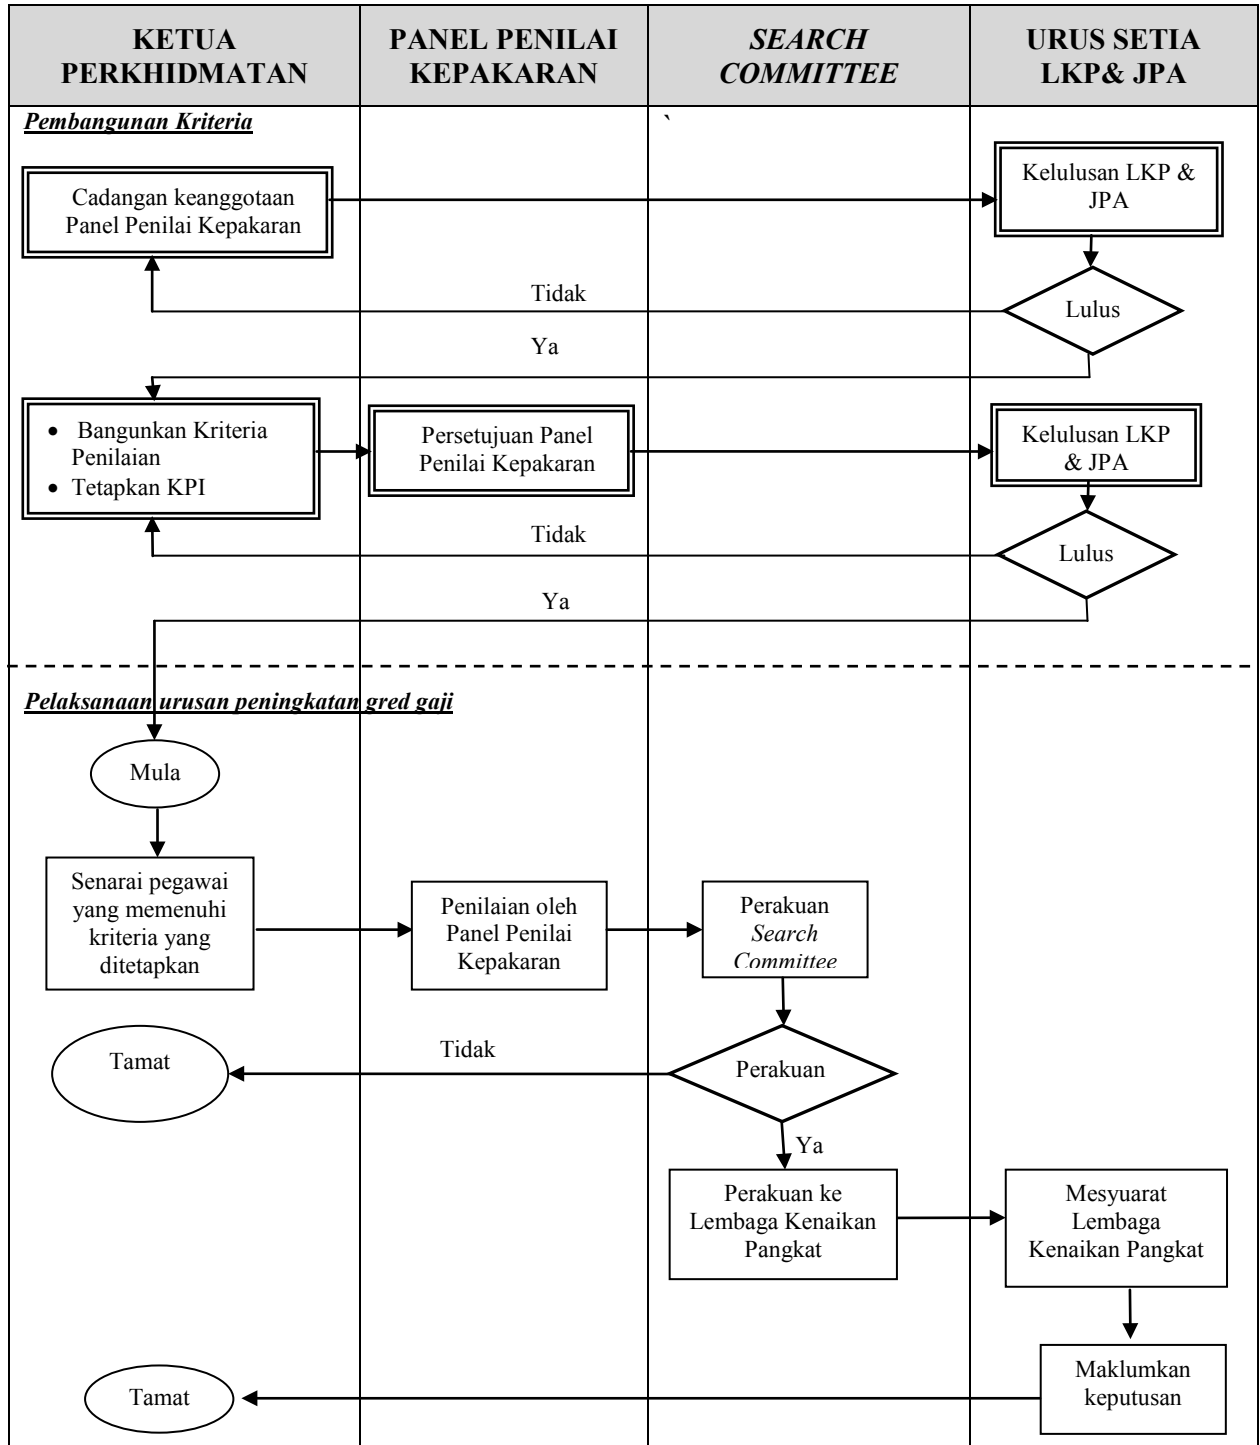 KETUA
PERKHIDMATAN
PANEL PENILAI
KEPAKARAN
SEARCH
COMMITTEE
URUS SETIA
LKP& JPA
Pembangunan Kriteria
`
Cadangan keanggotaan
Panel Penilai Kepakaran
Kelulusan LKP &
JPA
Tidak
Lulus
Ya
• Bangunkan Kriteria
Penilaian
• Tetapkan KPI
Persetujuan Panel
Penilai Kepakaran
Kelulusan LKP
& JPA
Tidak
Lulus
Ya
Pelaksanaan urusan peningkatan gred gaji
Mula
Senarai pegawai
yang memenuhi
kriteria yang
ditetapkan
Penilaian oleh
Panel Penilai
Kepakaran
Perakuan
Search
Committee
Tamat
Tidak
Perakuan
Ya
Perakuan ke
Lembaga Kenaikan
Pangkat
Mesyuarat
Lembaga
Kenaikan Pangkat
Maklumkan
keputusan
Tamat